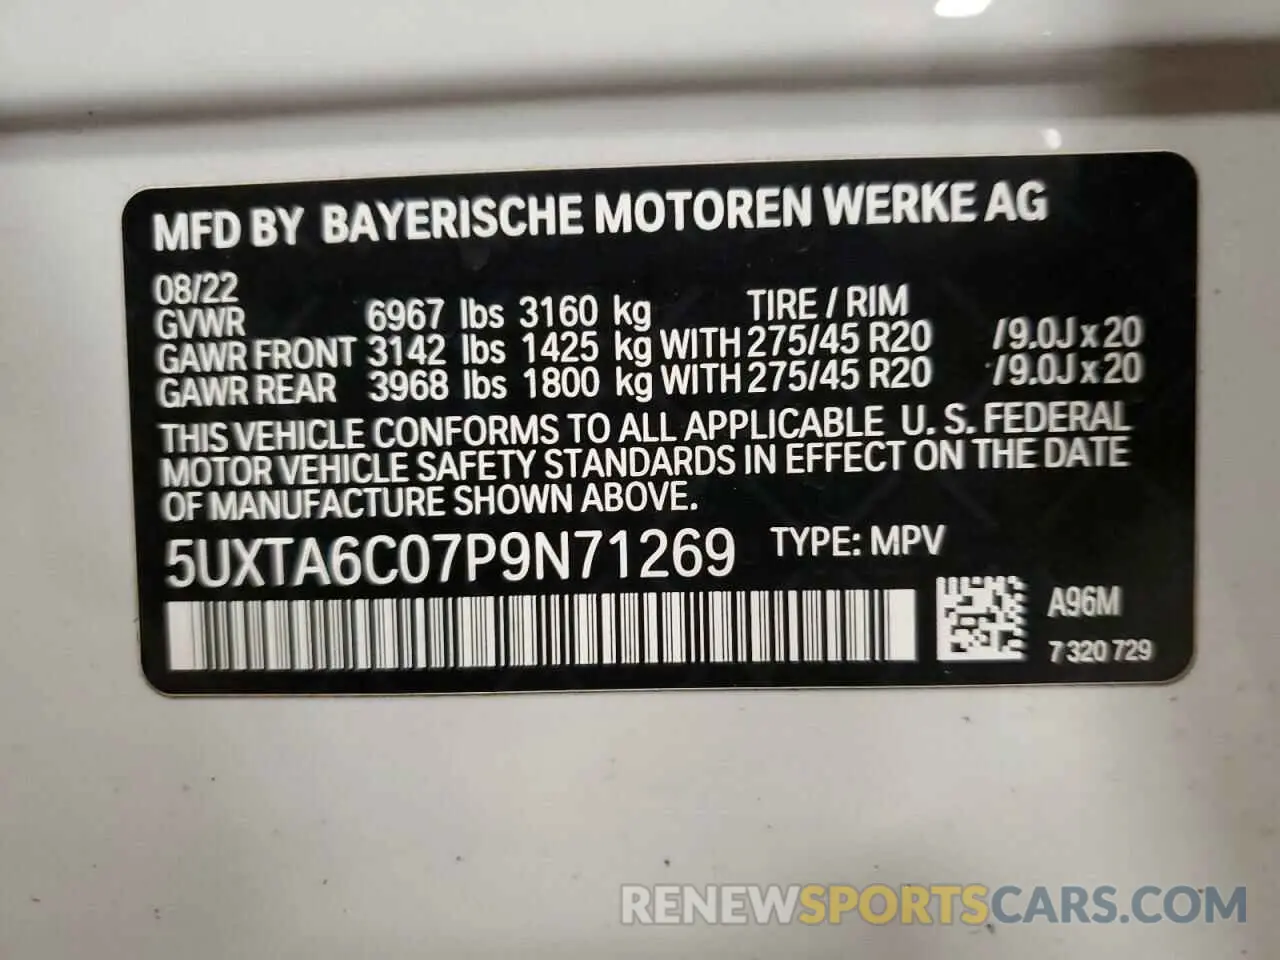 MFD BY BAYERISCHE MOTOREN WERKE AG
08/22
GVWR 6967 lbs 3160 kg TIRE / RIM
GAWR FRONT 3142 lbs 1425 kg WITH 275/45 R20 /9.0J x 20
GAWR REAR 3968 lbs 1800 kg WITH 275/45 R20 /9.0J x 20
THIS VEHICLE CONFORMS TO ALL APPLICABLE U. S. FEDERAL
MOTOR VEHICLE SAFETY STANDARDS IN EFFECT ON THE DATE
OF MANUFACTURE SHOWN ABOVE.
5UXTA6C07P9N71269 TYPE: MPV
A96M
7 320 729
RENEWSPORTSCARS.COM